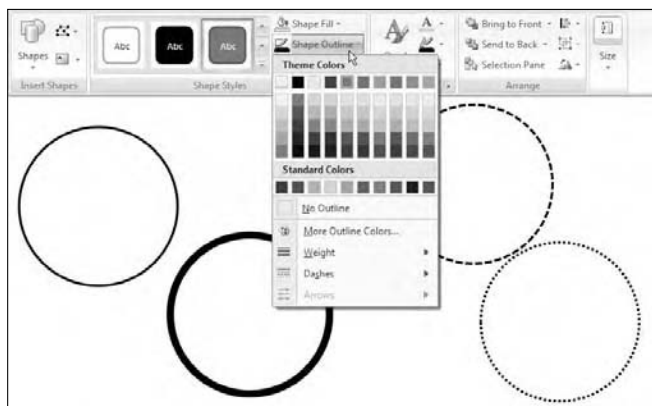 Shapes
Insert Shapes
Abc
Abc
Abc
Shape Styles
Shape Fill
Shape Outline
Theme Colors
Standard Colors
No Outline
More Outline Colors...
Weight
Dashes
Arrows
A
A
Bring to Front
Send to Back
Selection Pane
Arrange
Size